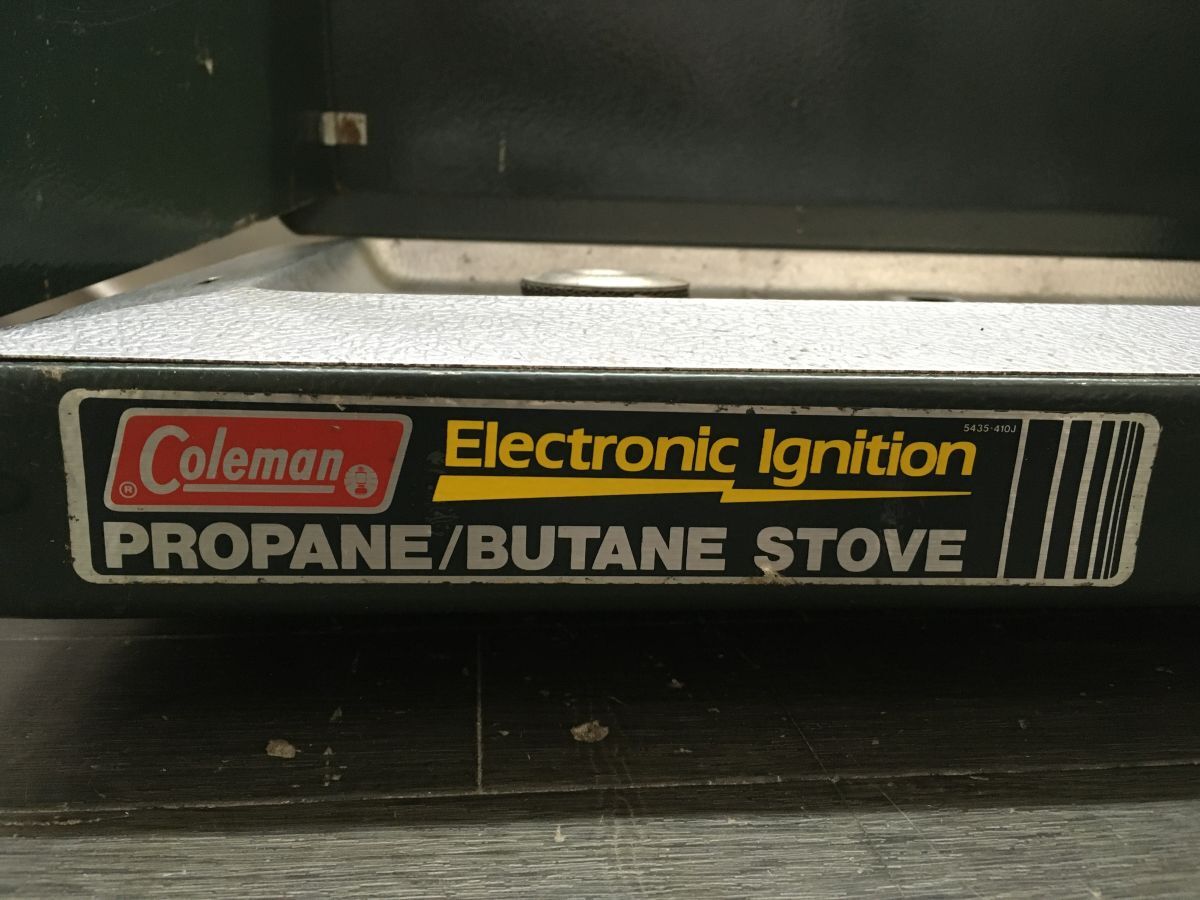 Coleman ®
Electronic Ignition
5435-410J
PROPANE/BUTANE STOVE